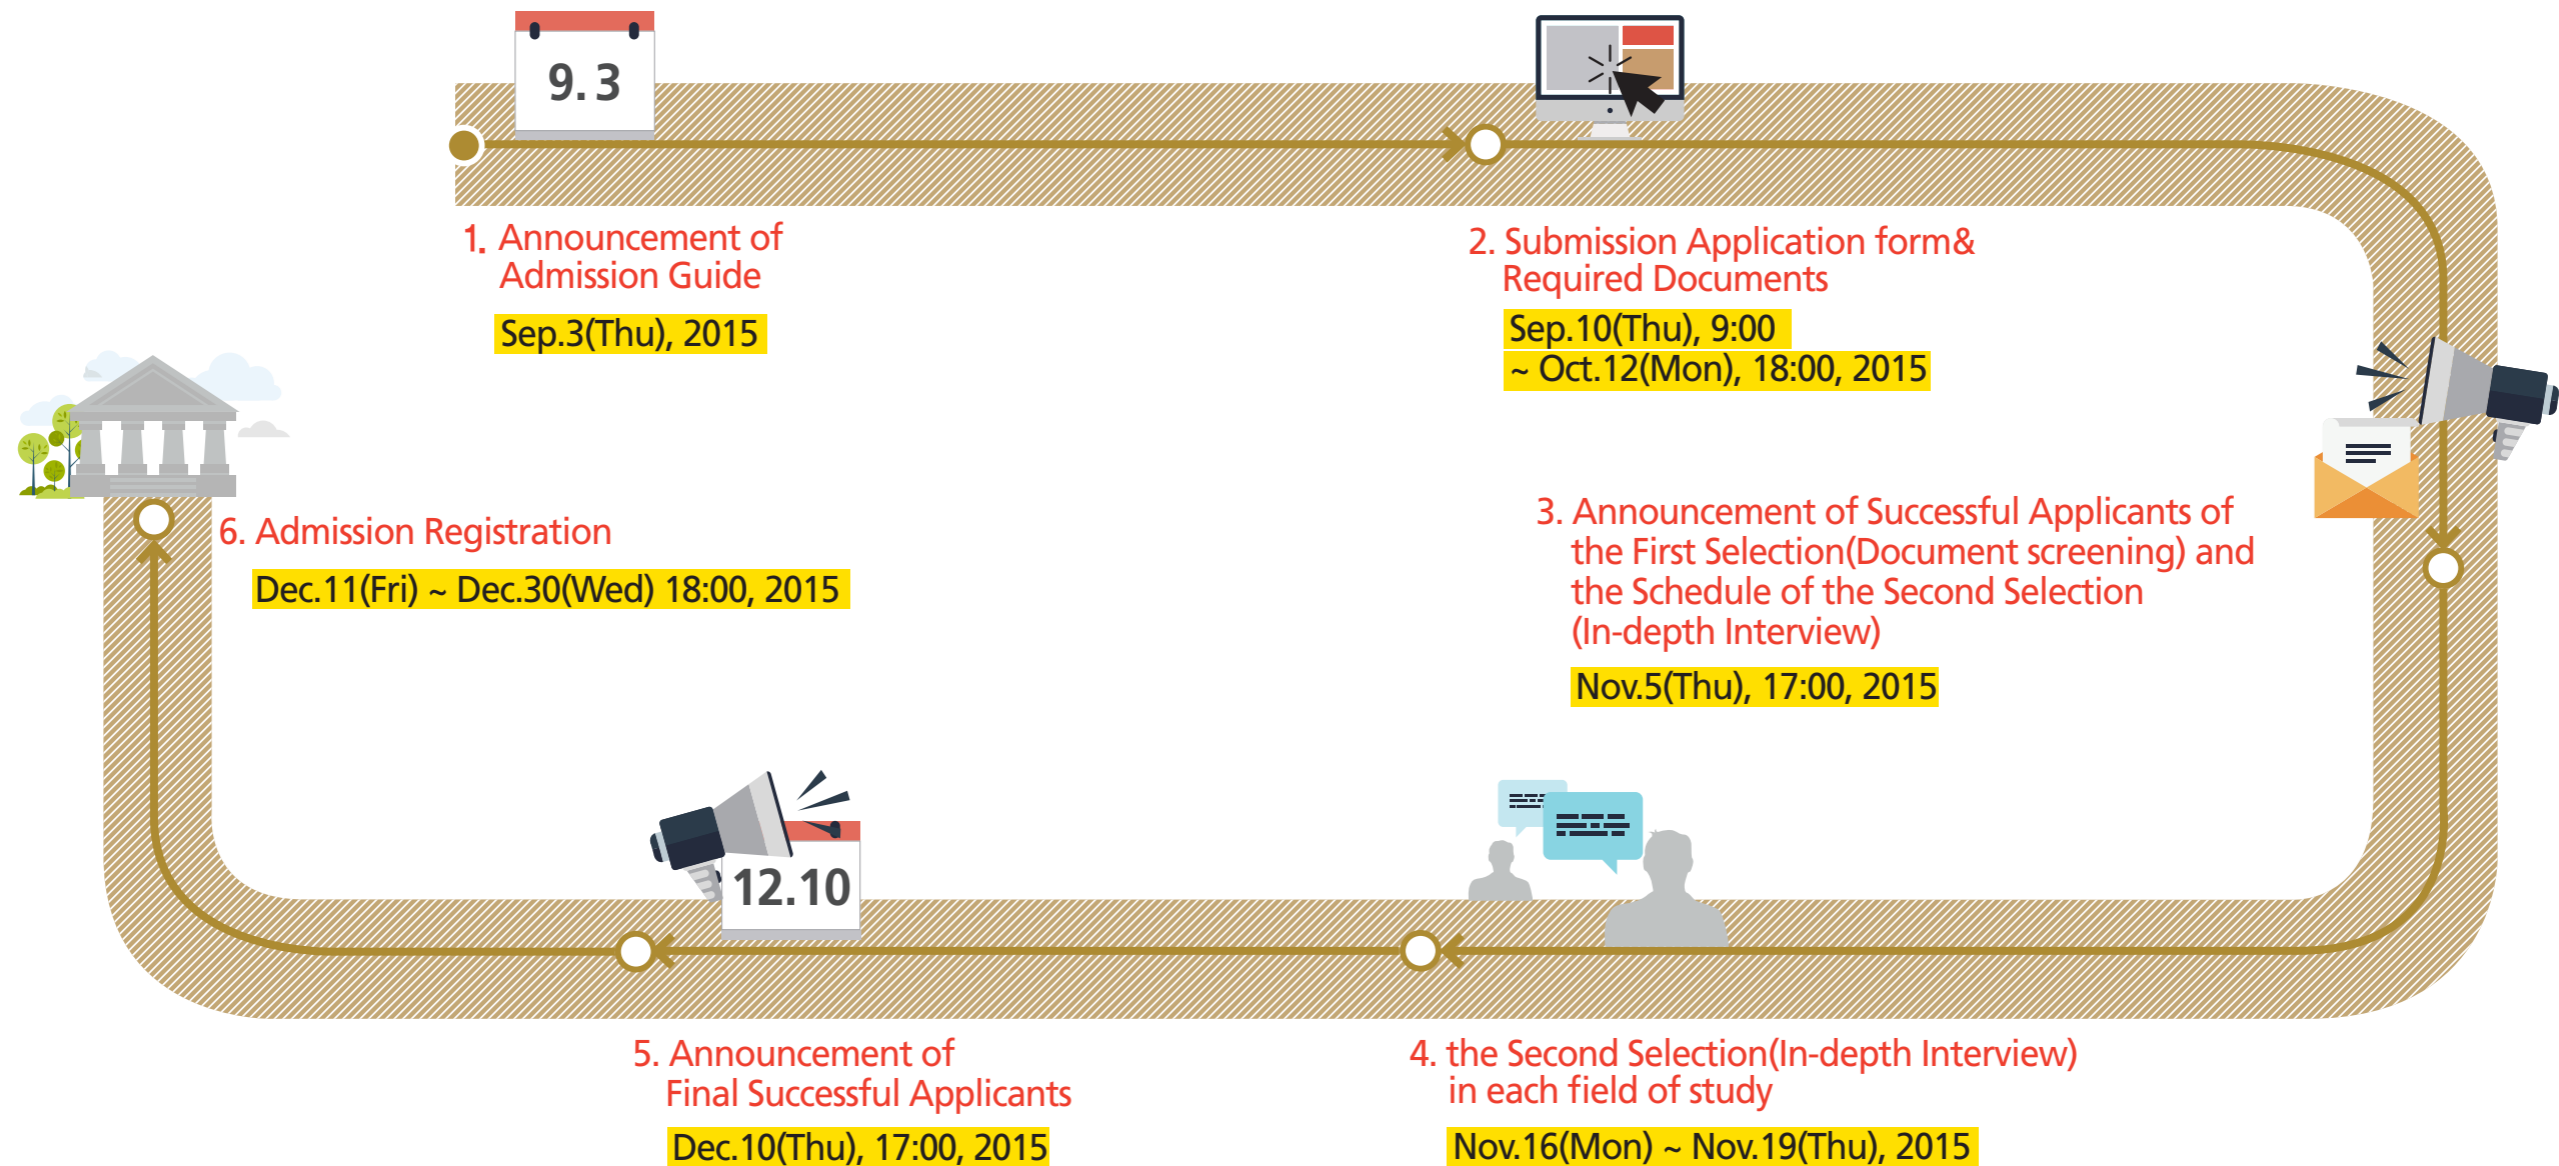 9. 3
1. Announcement of
Admission Guide
Sep.3(Thu), 2015
2. Submission Application form&
Required Documents
Sep.10(Thu), 9:00
~ Oct.12(Mon), 18:00, 2015
3. Announcement of Successful Applicants of
the First Selection(Document screening) and
the Schedule of the Second Selection
(In-depth Interview)
Nov.5(Thu), 17:00, 2015
4. the Second Selection(In-depth Interview)
in each field of study
Nov.16(Mon) ~ Nov.19(Thu), 2015
12.10
5. Announcement of
Final Successful Applicants
Dec.10(Thu), 17:00, 2015
6. Admission Registration
Dec.11(Fri) ~ Dec.30(Wed) 18:00, 2015